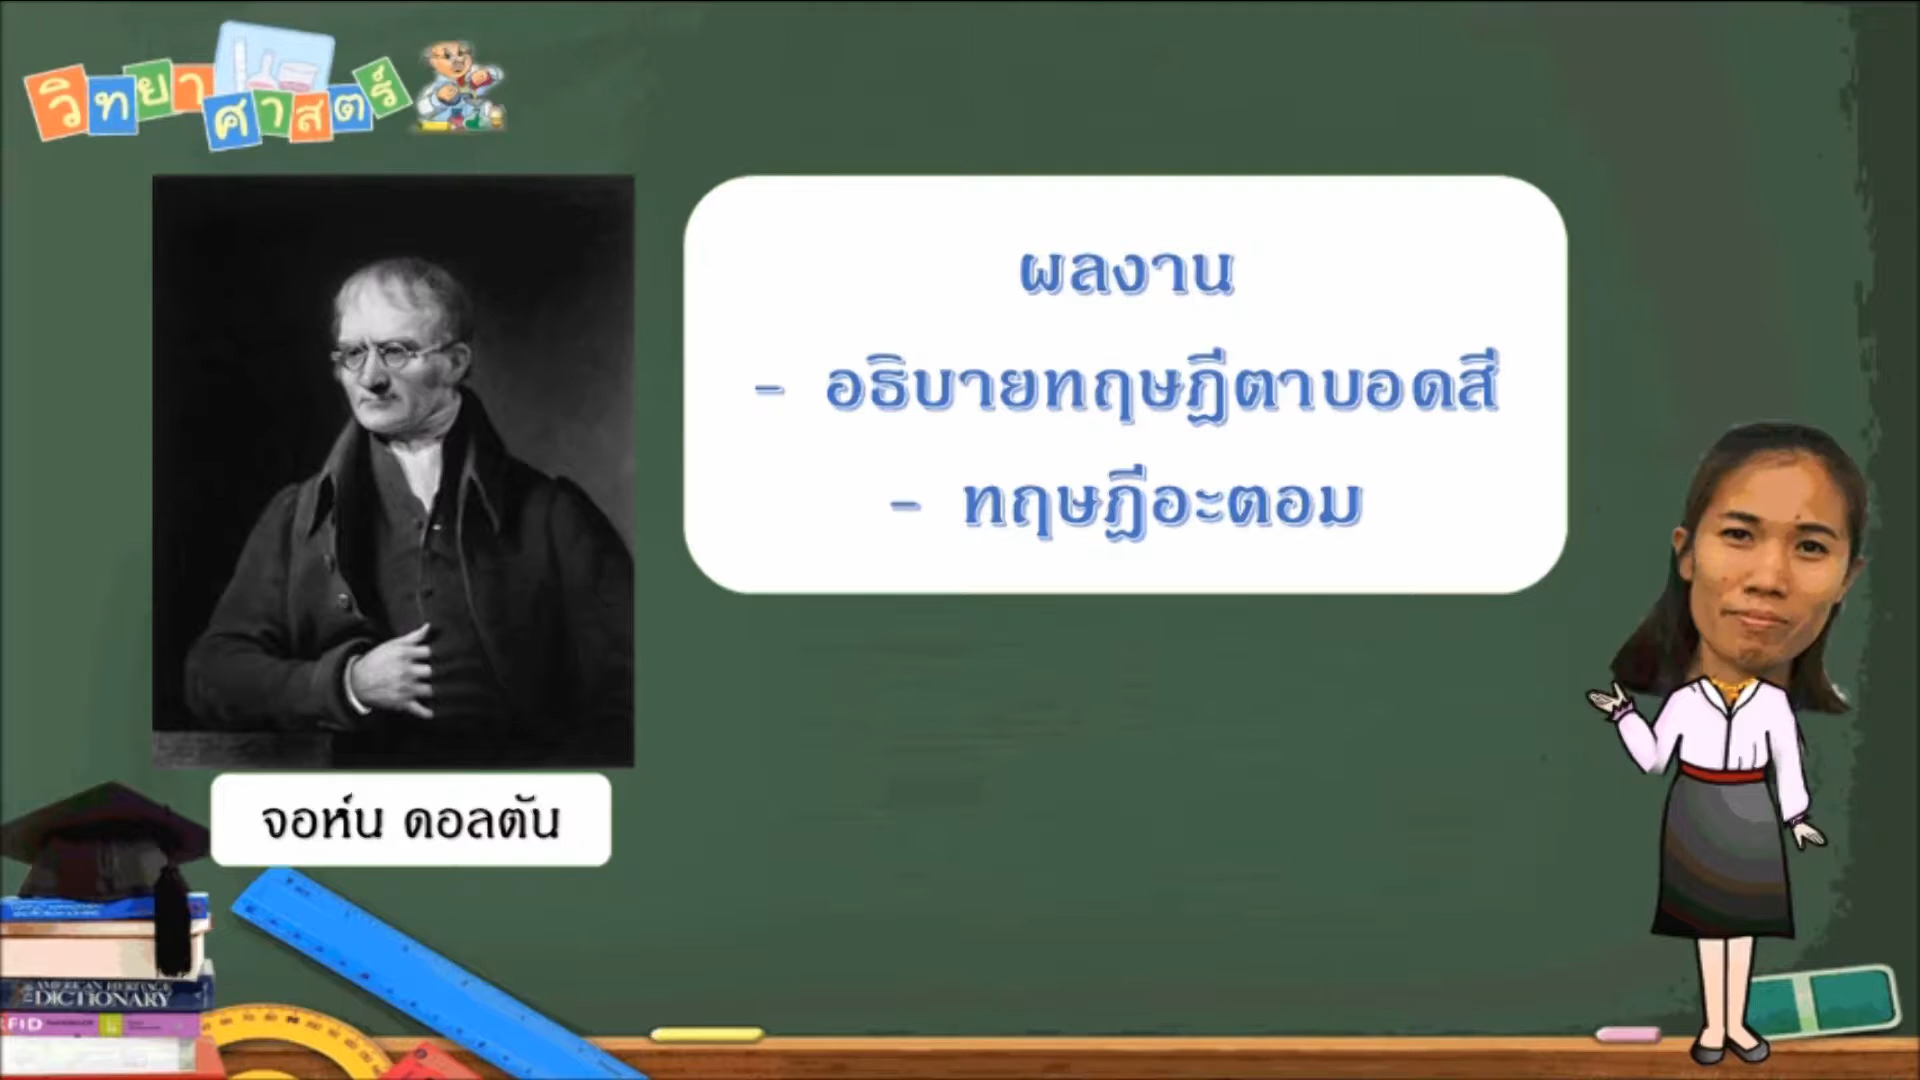 วิทยา
ศาสตร์
ผลงาน
- อธิบายทฤษฎีตาบอดสี
- ทฤษฎีอะตอม
จอห์น ดอลตัน
AMERICAN HERITAGE
DICTIONARY
RFID